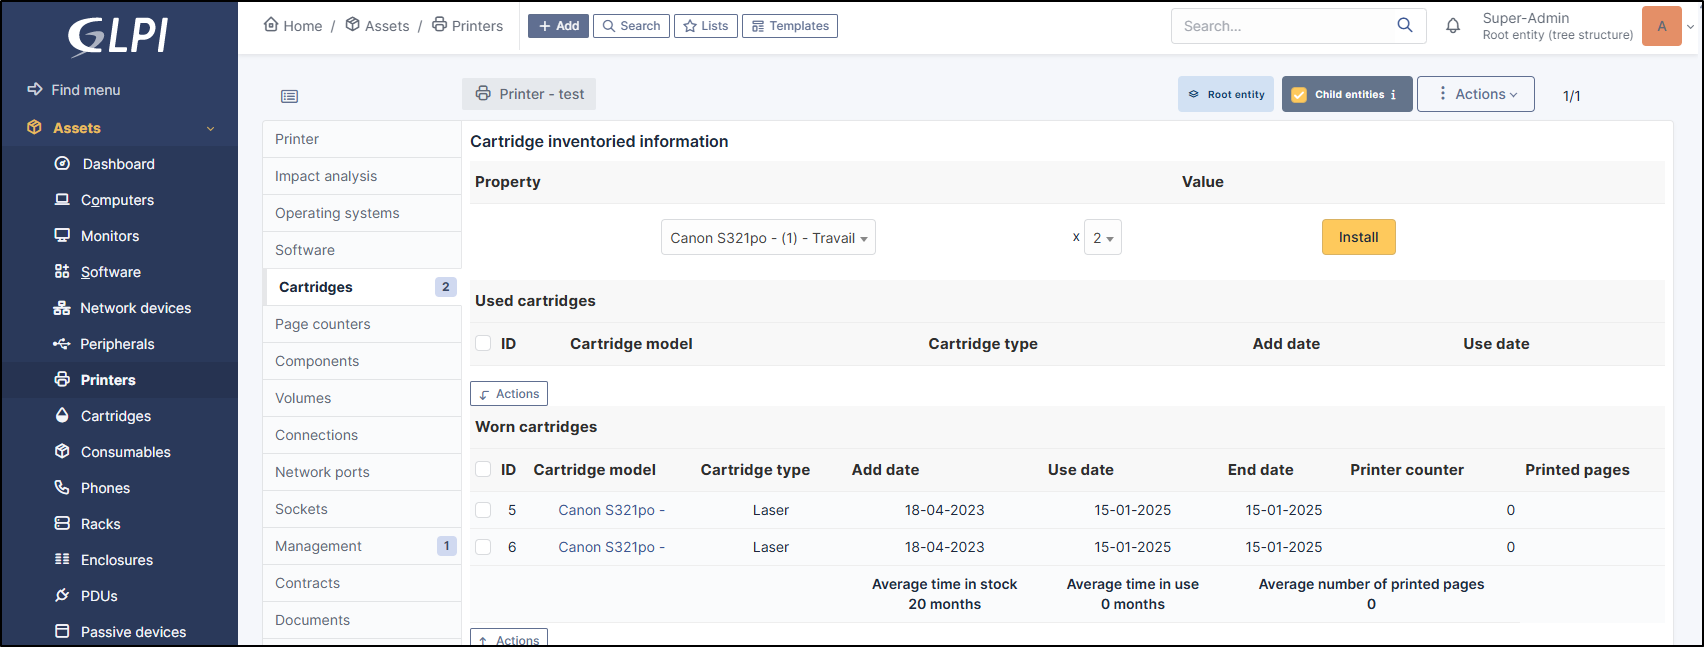 GLPI
Home / Assets / Printers
+ Add
Search
Lists
Templates
Search...
Super-Admin
Root entity (tree structure)
A
Find menu
Assets
Dashboard
Computers
Monitors
Software
Network devices
Peripherals
Printers
Cartridges
Consumables
Phones
Racks
Enclosures
PDUs
Passive devices
Printer - test
Root entity
Child entities i
Actions
1/1
Printer
Impact analysis
Operating systems
Software
Cartridges 2
Page counters
Components
Volumes
Connections
Network ports
Sockets
Management 1
Contracts
Documents
Cartridge inventoried information
Property Value
Canon S321po - (1) - Travail x 2 Install
Used cartridges
ID Cartridge model Cartridge type Add date Use date
Actions
Worn cartridges
ID Cartridge model Cartridge type Add date Use date End date Printer counter Printed pages
5 Canon S321po - Laser 18-04-2023 15-01-2025 15-01-2025 0
6 Canon S321po - Laser 18-04-2023 15-01-2025 15-01-2025 0
Average time in stock Average time in use Average number of printed pages
20 months 0 months 0
Actions